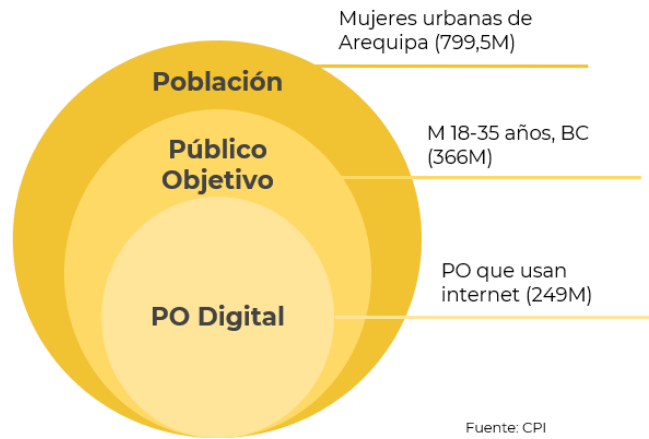 Mujeres urbanas de
Arequipa (799,5M)
Población
M 18-35 años, BC
(366M)
Público
Objetivo
PO que usan
internet (249M)
PO Digital
Fuente: CPI